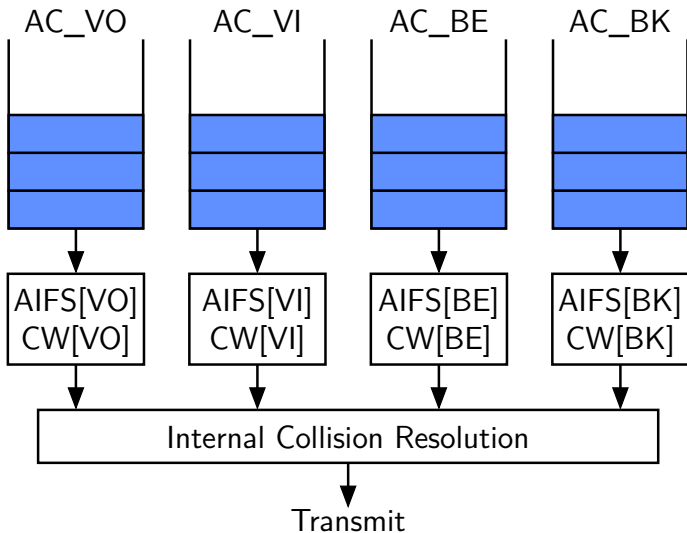 AC_VO AC_VI AC_BE AC_BK
AIFS[VO] AIFS[VI] AIFS[BE] AIFS[BK]
CW[VO] CW[VI] CW[BE] CW[BK]
Internal Collision Resolution
Transmit